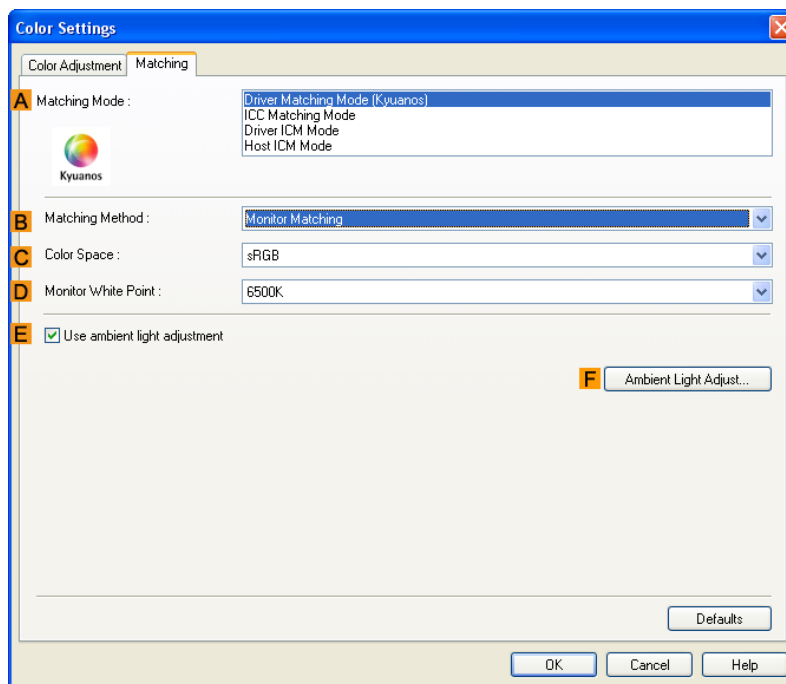 Color Settings
Color Adjustment Matching
A Matching Mode : Driver Matching Mode (Kyuanos)
ICC Matching Mode
Driver ICM Mode
Host ICM Mode
Kyuanos
B Matching Method : Monitor Matching
C Color Space : sRGB
D Monitor White Point : 6500K
E Use ambient light adjustment
F Ambient Light Adjust...
Defaults
OK Cancel Help